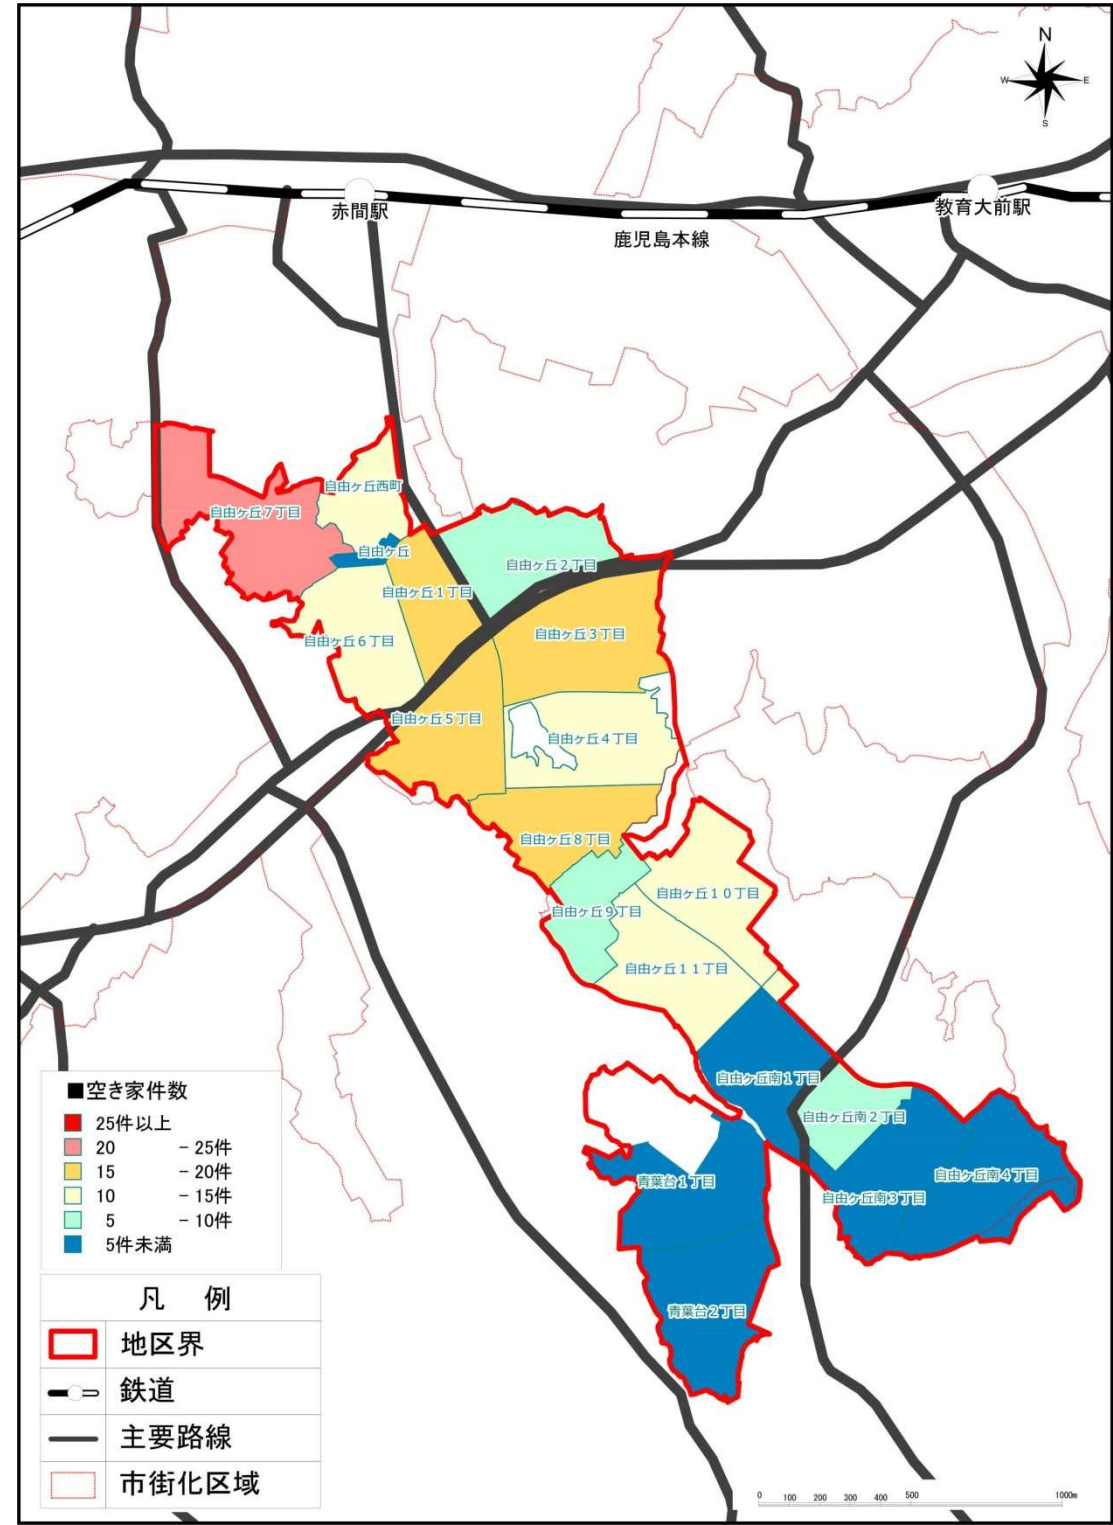 N
W
E
S
赤間駅
教育大前駅
鹿児島本線
自由ヶ丘西町
自由ヶ丘7丁目
自由ヶ丘
自由ヶ丘2丁目
自由ヶ丘1丁目
自由ヶ丘3丁目
自由ヶ丘6丁目
自由ヶ丘5丁目
自由ヶ丘4丁目
自由ヶ丘8丁目
自由ヶ丘10丁目
自由ヶ丘9丁目
自由ヶ丘11丁目
自由ヶ丘南1丁目
自由ヶ丘南2丁目
自由ヶ丘南4丁目
自由ヶ丘南3丁目
青葉台1丁目
青葉台2丁目
■空き家件数
25件以上
20 - 25件
15 - 20件
10 - 15件
5 - 10件
5件未満
凡 例
地区界
鉄道
主要路線
市街化区域
0 100 200 300 400 500 1000m